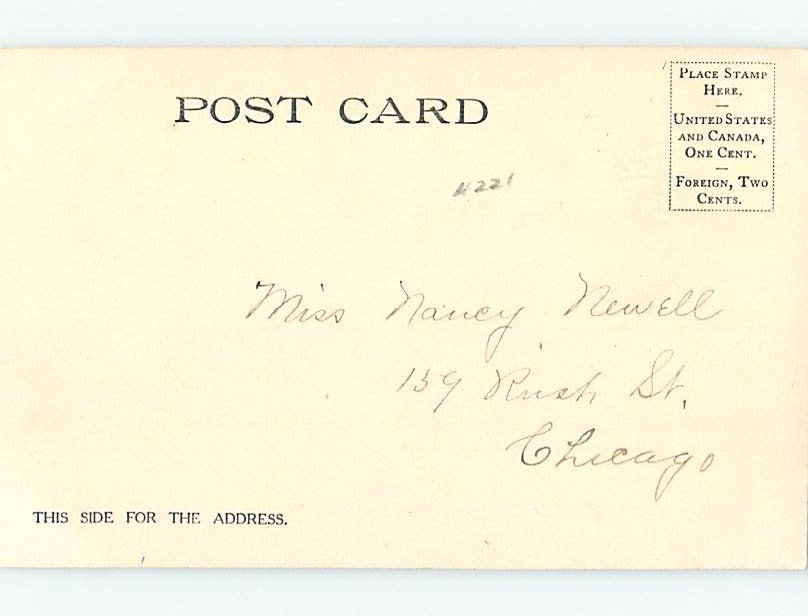 POST CARD
PLACE STAMP
HERE.
—
UNITED STATES
AND CANADA,
ONE CENT.
—
FOREIGN, TWO
CENTS.
#221
Miss Nancy Newell
159 Rush St.
Chicago
THIS SIDE FOR THE ADDRESS.